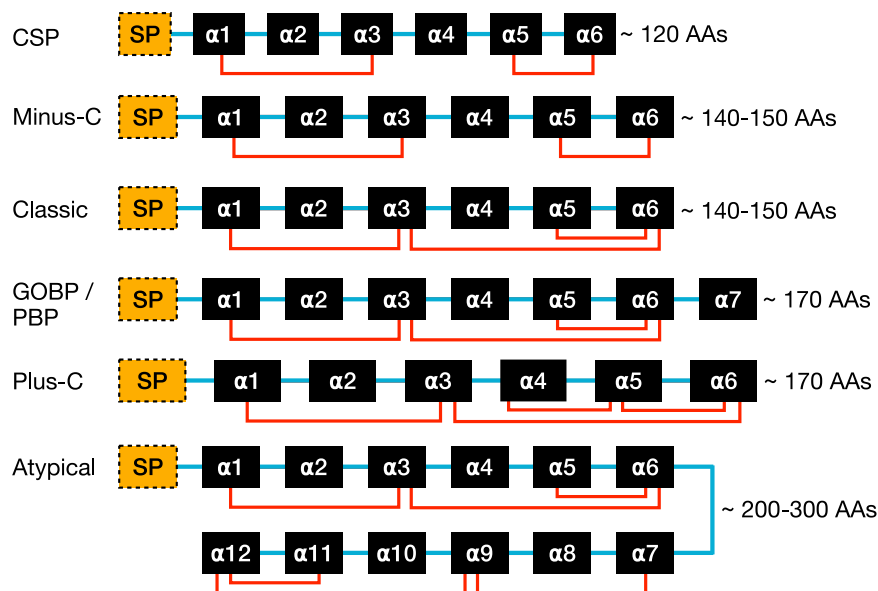 CSP SP α1 α2 α3 α4 α5 α6 ~ 120 AAs
Minus-C SP α1 α2 α3 α4 α5 α6 ~ 140-150 AAs
Classic SP α1 α2 α3 α4 α5 α6 ~ 140-150 AAs
GOBP /
PBP SP α1 α2 α3 α4 α5 α6 α7 ~ 170 AAs
Plus-C SP α1 α2 α3 α4 α5 α6 ~ 170 AAs
Atypical SP α1 α2 α3 α4 α5 α6
~ 200-300 AAs
α12 α11 α10 α9 α8 α7